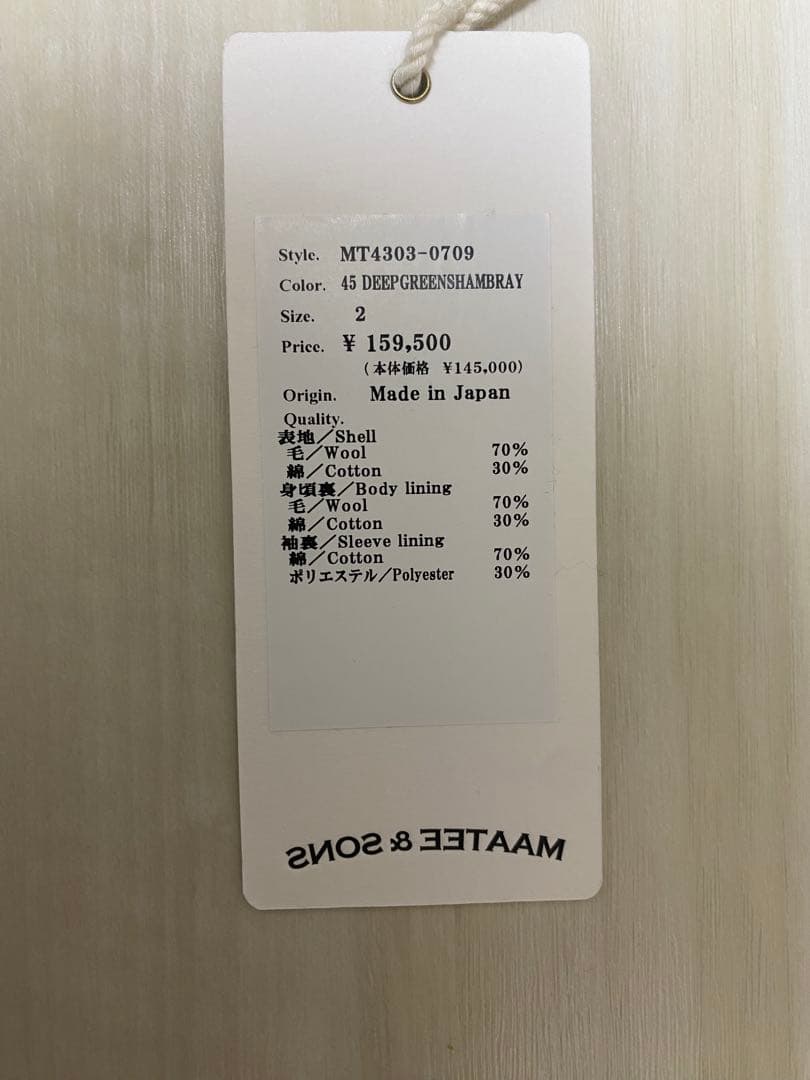 Style. MT4303-0709
Color. 45 DEEPGREENSHAMBRAY
Size. 2
Price. ¥ 159,500
(本体価格 ¥145,000)
Origin. Made in Japan
Quality.
表地/Shell
毛/Wool 70%
綿/Cotton 30%
身頃裏/Body lining
毛/Wool 70%
綿/Cotton 30%
袖裏/Sleeve lining
綿/Cotton 70%
ポリエステル/Polyester 30%
MAATEE & SONS